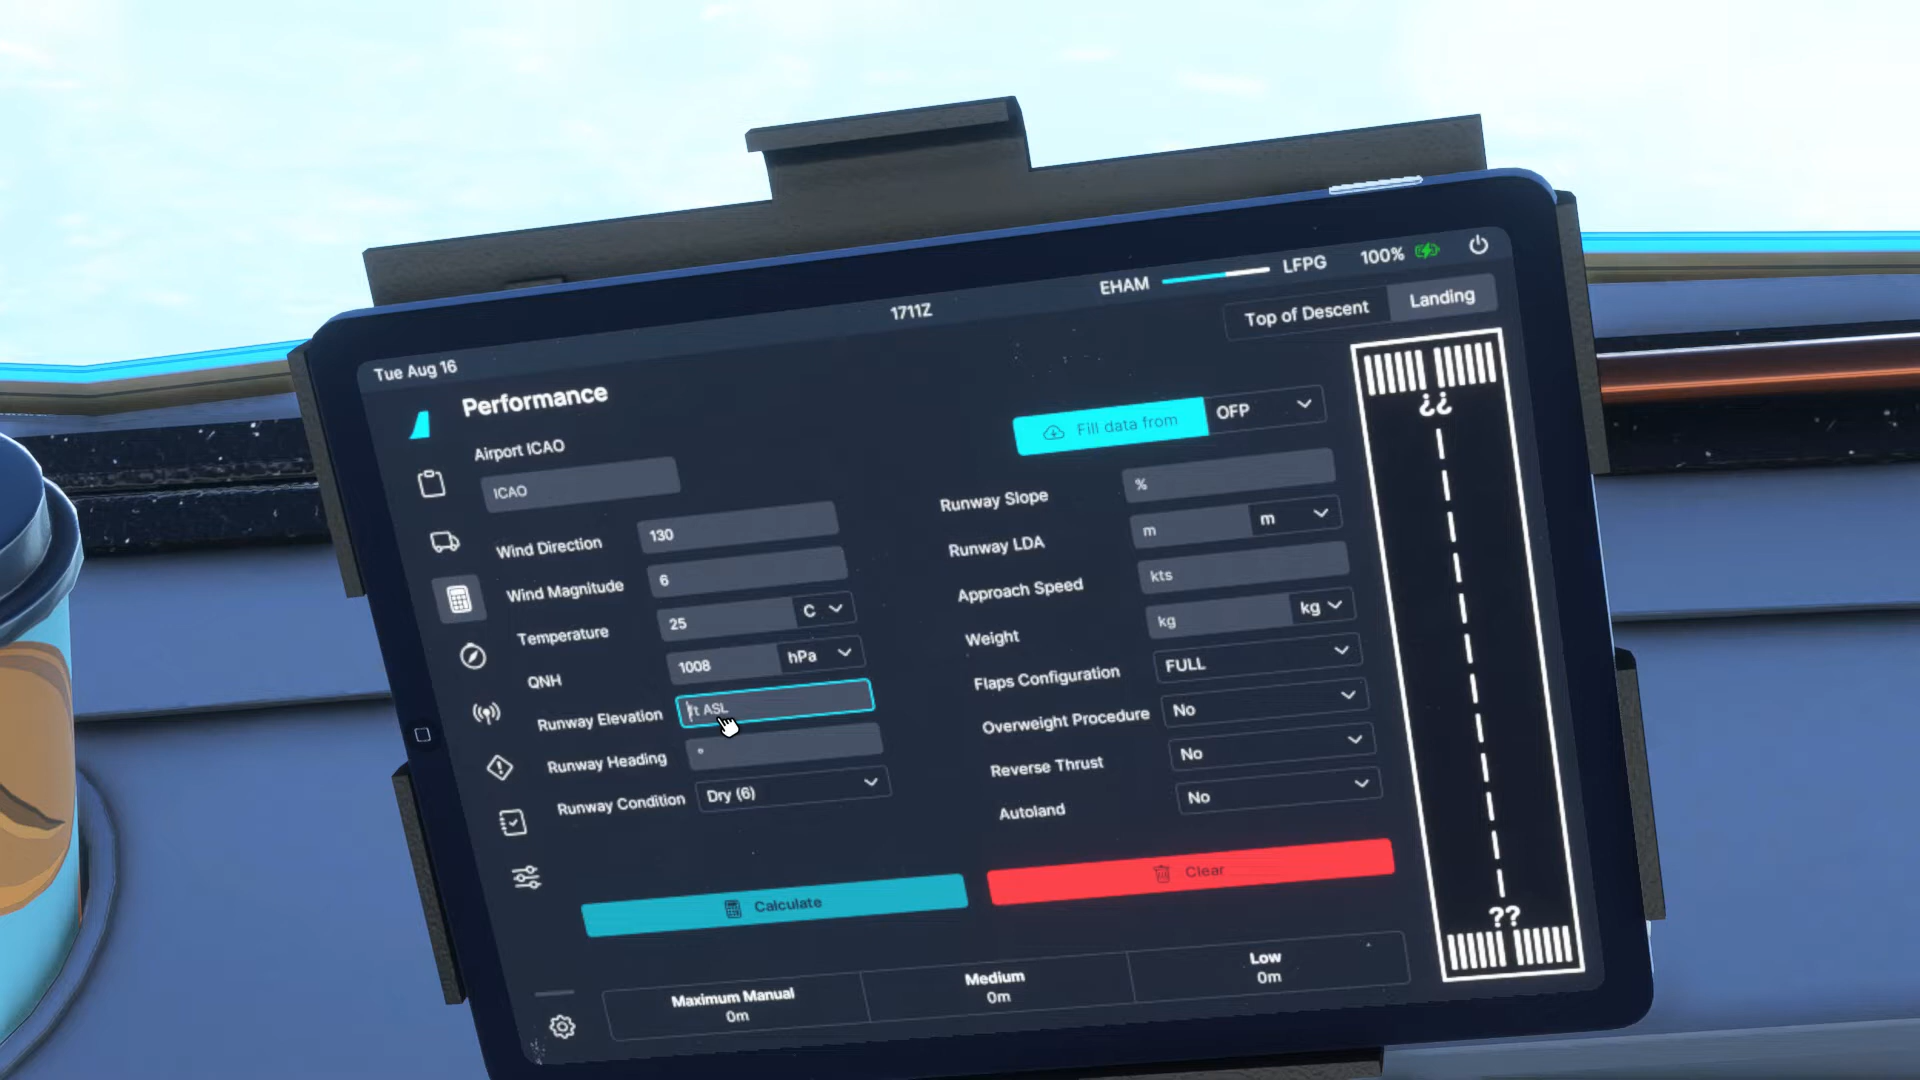 Tue Aug 16
1711Z
EHAM
LFPG
100%
Performance
Top of Descent
Landing
Airport ICAO
ICAO
Fill data from
OFP
Wind Direction
130
Wind Magnitude
6
Temperature
25
C
QNH
1008
hPa
Runway Elevation
ft ASL
Runway Heading
°
Runway Condition
Dry (6)
Runway Slope
%
Runway LDA
m
m
Approach Speed
kts
Weight
kg
kg
Flaps Configuration
FULL
Overweight Procedure
No
Reverse Thrust
No
Autoland
No
Calculate
Clear
Maximum Manual
0m
Medium
0m
Low
0m
??
??